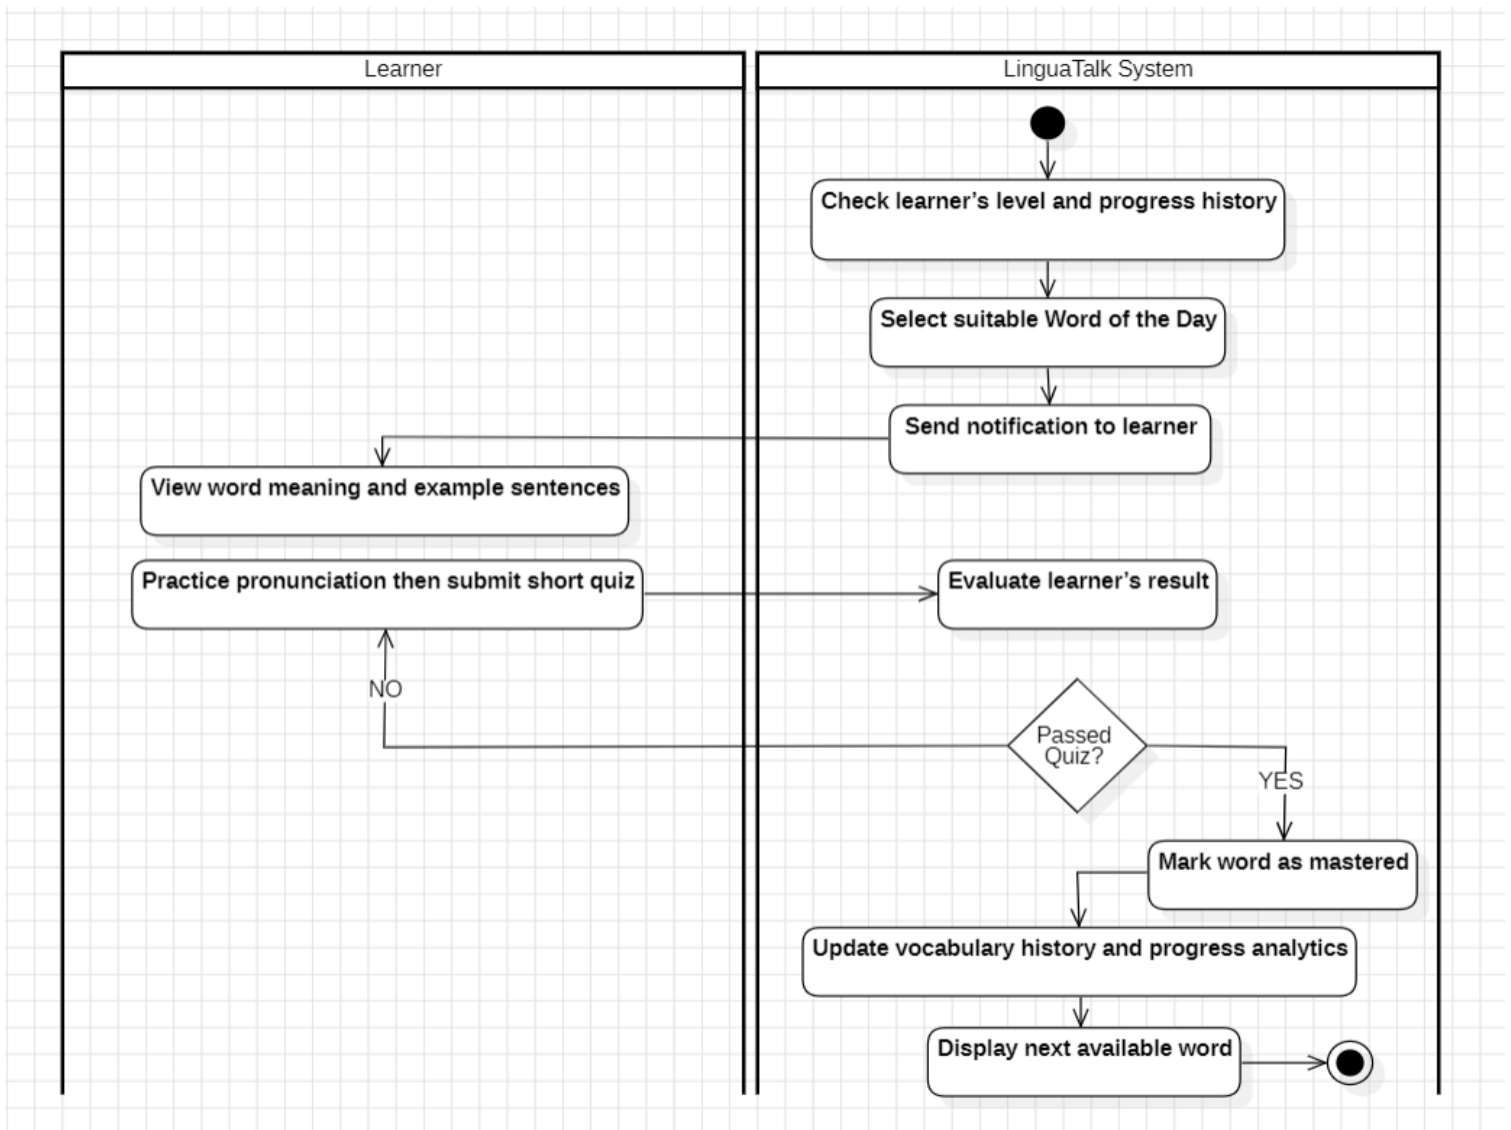 Learner
LinguaTalk System
Check learner’s level and progress history
Select suitable Word of the Day
Send notification to learner
View word meaning and example sentences
Practice pronunciation then submit short quiz
Evaluate learner’s result
NO
Passed
Quiz?
YES
Mark word as mastered
Update vocabulary history and progress analytics
Display next available word